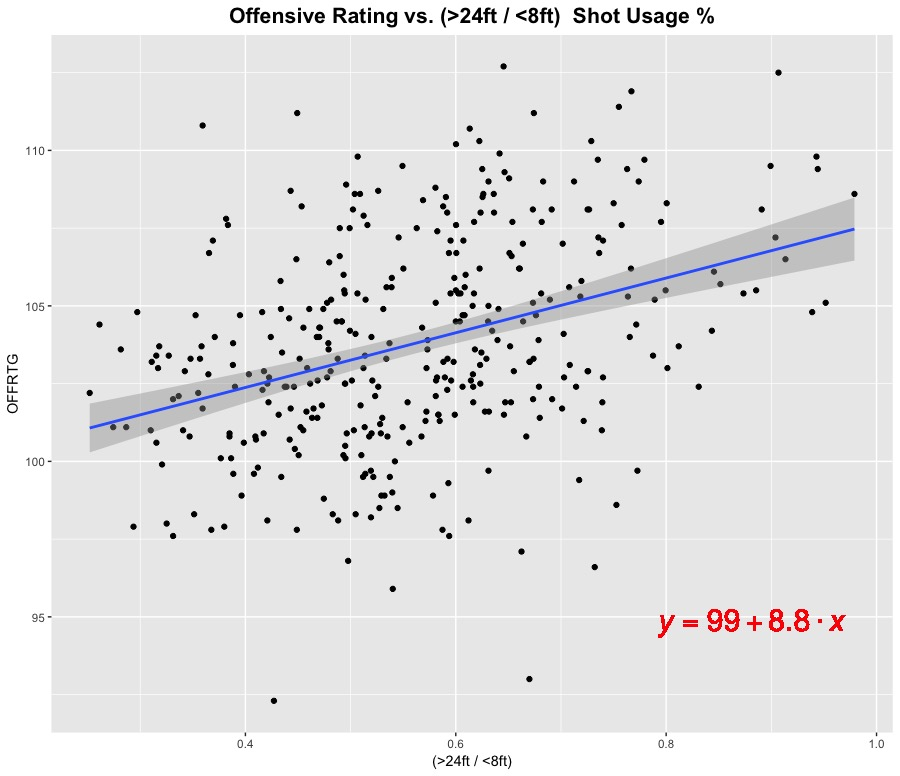 Offensive Rating vs. (>24ft / <8ft)  Shot Usage %
OFFRTG
110
105
100
95
y = 99 + 8.8 · x
0.4 0.6 0.8 1.0
(>24ft / <8ft)